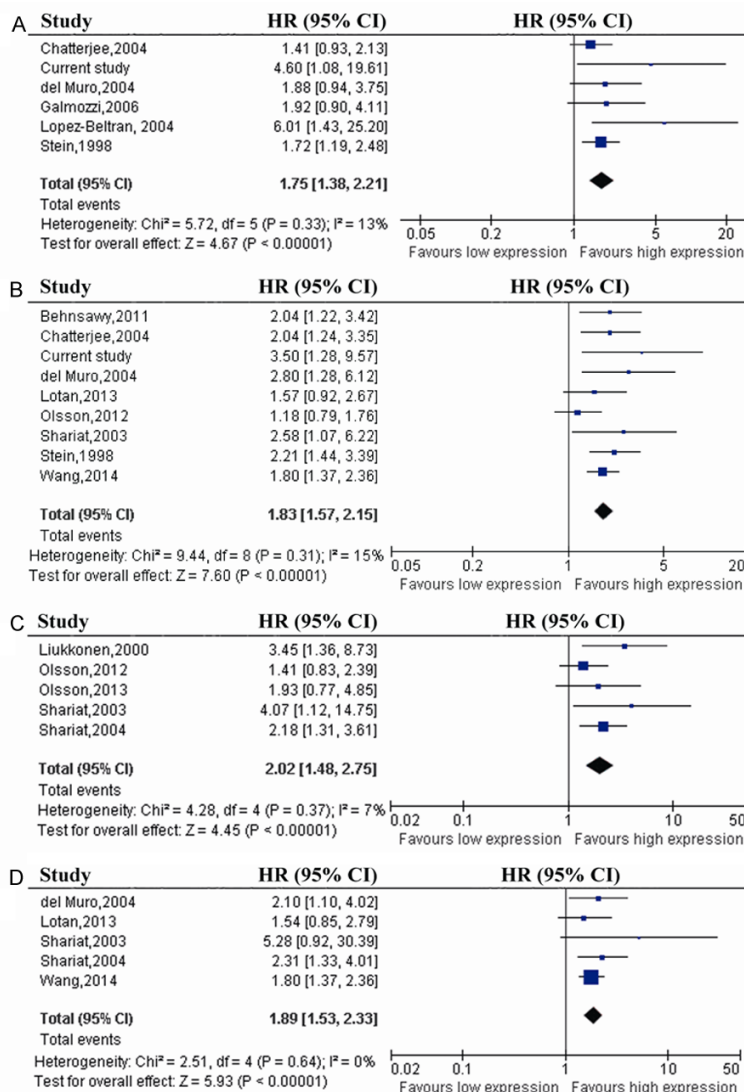 A Study HR (95% CI) HR (95% CI)
Chatterjee,2004 1.41 [0.93, 2.13]
Current study 4.60 [1.08, 19.61]
del Muro,2004 1.88 [0.94, 3.75]
Galmozzi,2006 1.92 [0.90, 4.11]
Lopez-Beltran, 2004 6.01 [1.43, 25.20]
Stein,1998 1.72 [1.19, 2.48]
Total (95% CI) 1.75 [1.38, 2.21]
Total events
Heterogeneity: Chi² = 5.72, df = 5 (P = 0.33); I² = 13%
Test for overall effect: Z = 4.67 (P < 0.00001)
0.05 0.2 1 5 20
Favours low expression Favours high expression
B Study HR (95% CI) HR (95% CI)
Behnsawy,2011 2.04 [1.22, 3.42]
Chatterjee,2004 2.04 [1.24, 3.35]
Current study 3.50 [1.28, 9.57]
del Muro,2004 2.80 [1.28, 6.12]
Lotan,2013 1.57 [0.92, 2.67]
Olsson,2012 1.18 [0.79, 1.76]
Shariat,2003 2.58 [1.07, 6.22]
Stein,1998 2.21 [1.44, 3.39]
Wang,2014 1.80 [1.37, 2.36]
Total (95% CI) 1.83 [1.57, 2.15]
Total events
Heterogeneity: Chi² = 9.44, df = 8 (P = 0.31); I² = 15%
Test for overall effect: Z = 7.60 (P < 0.00001)
0.05 0.2 1 5 20
Favours low expression Favours high expression
C Study HR (95% CI) HR (95% CI)
Liukkonen,2000 3.45 [1.36, 8.73]
Olsson,2012 1.41 [0.83, 2.39]
Olsson,2013 1.93 [0.77, 4.85]
Shariat,2003 4.07 [1.12, 14.75]
Shariat,2004 2.18 [1.31, 3.61]
Total (95% CI) 2.02 [1.48, 2.75]
Total events
Heterogeneity: Chi² = 4.28, df = 4 (P = 0.37); I² = 7%
Test for overall effect: Z = 4.45 (P < 0.00001)
0.02 0.1 1 10 50
Favours low expression Favours high expression
D Study HR (95% CI) HR (95% CI)
del Muro,2004 2.10 [1.10, 4.02]
Lotan,2013 1.54 [0.85, 2.79]
Shariat,2003 5.28 [0.92, 30.39]
Shariat,2004 2.31 [1.33, 4.01]
Wang,2014 1.80 [1.37, 2.36]
Total (95% CI) 1.89 [1.53, 2.33]
Total events
Heterogeneity: Chi² = 2.51, df = 4 (P = 0.64); I² = 0%
Test for overall effect: Z = 5.93 (P < 0.00001)
0.02 0.1 1 10 50
Favours low expression Favours high expression